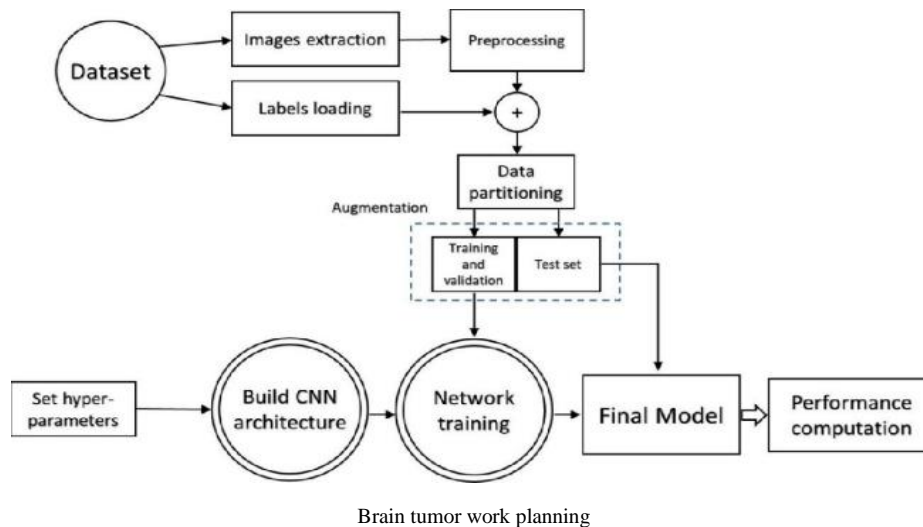 Dataset
Images extraction
Preprocessing
Labels loading
+
Data
partitioning
Augmentation
Training
and
validation
Test set
Set hyper-
parameters
Build CNN
architecture
Network
training
Final Model
Performance
computation
Brain tumor work planning